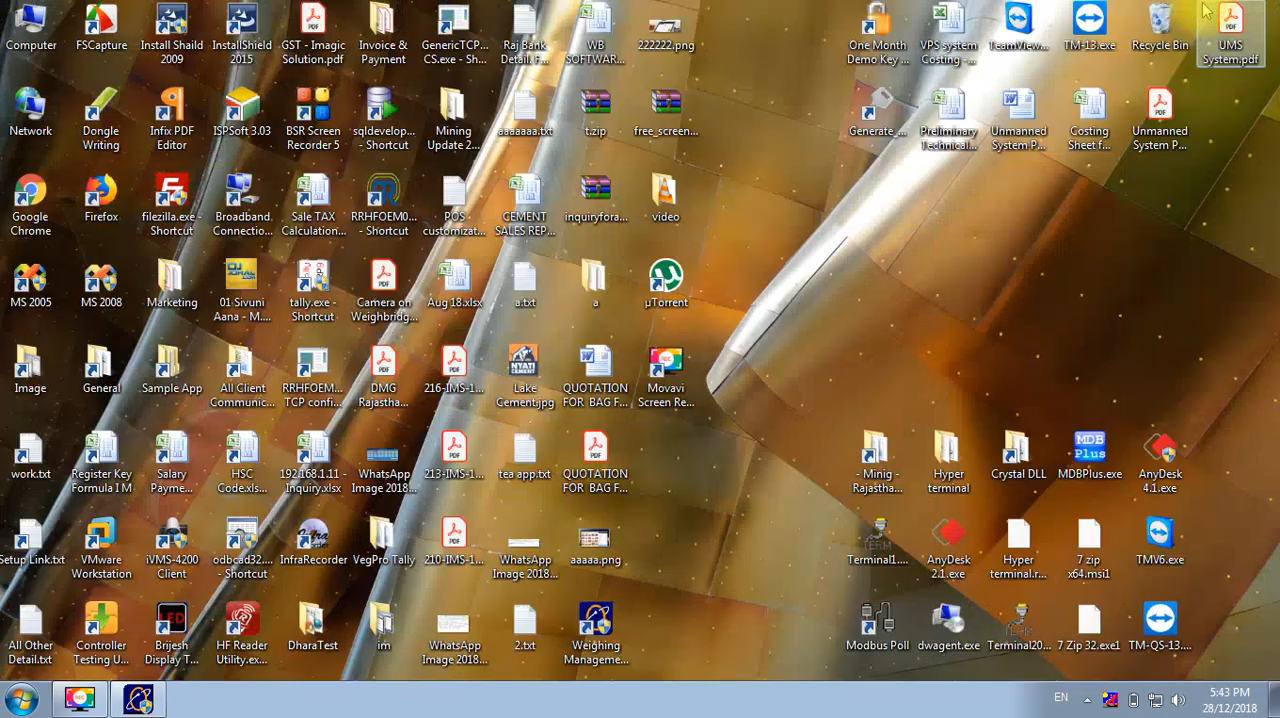 Computer
FSCapture
Install Shaild
2009
InstallShield
2015
GST - Imagic
Solution.pdf
Invoice &
Payment
GenericTCP...
CS.exe - Sh...
Raj Bank
Detail. F...
WB
SOFTWAR...
222222.png
One Month
Demo Key ...
VPS system
Costing -...
TeamView...
TM-13.exe
Recycle Bin
UMS
System.pdf
Network
Dongle
Writing
Infix PDF
Editor
ISPSoft 3.03
BSR Screen
Recorder 5
sqldevelop...
- Shortcut
Mining
Update 2...
aaaaaaa.txt
t.zip
free_screen...
Generate_...
Preliminary
Technical...
Unmanned
System P...
Costing
Sheet f...
Unmanned
System P...
Google
Chrome
Firefox
filezilla.exe -
Shortcut
Broadband
Connectio...
Sale TAX
Calculation...
RRHFOEM0...
- Shortcut
POS
customizat...
CEMENT
SALES REP...
inquiryfora...
video
MS 2005
MS 2008
Marketing
01 Sivuni
Aana - M...
tally.exe -
Shortcut
Camera on
Weighbridg...
Aug 18.xlsx
a.txt
a
µTorrent
Image
General
Sample App
All Client
Communic...
RRHFOEM...
TCP confi...
DMG
Rajastha...
216-IMS-1...
NYATI
CEMENT
Lake
Cement.jpg
QUOTATION
FOR BAG F...
REC
Movavi
Screen Re...
work.txt
Register Key
Formula I M
Salary
Payme...
HSC
Code.xls...
192.168.1.11 -
Inquiry.xlsx
WhatsApp
Image 2018...
213-IMS-1...
tea app.txt
QUOTATION
FOR BAG F...
- Minig -
Rajastha...
Hyper
terminal
Crystal DLL
MDB
Plus
MDBPlus.exe
AnyDesk
4.1.exe
Setup Link.txt
VMware
Workstation
iVMS-4200
Client
odbcad32....
- Shortcut
InfraRecorder
VegPro Tally
210-IMS-1...
WhatsApp
Image 2018...
aaaaa.png
Terminal1....
AnyDesk
2.1.exe
Hyper
terminal.r...
7 zip
x64.msi1
TMV6.exe
All Other
Detail.txt
Controller
Testing U...
LED
Brijesh
Display T...
HF Reader
Utility.ex...
DharaTest
im
WhatsApp
Image 2018...
2.txt
Weighing
Manageme...
Modbus Poll
dwagent.exe
Terminal20...
7 Zip 32.exe1
TM-QS-13....
REC
EN
5:43 PM
28/12/2018